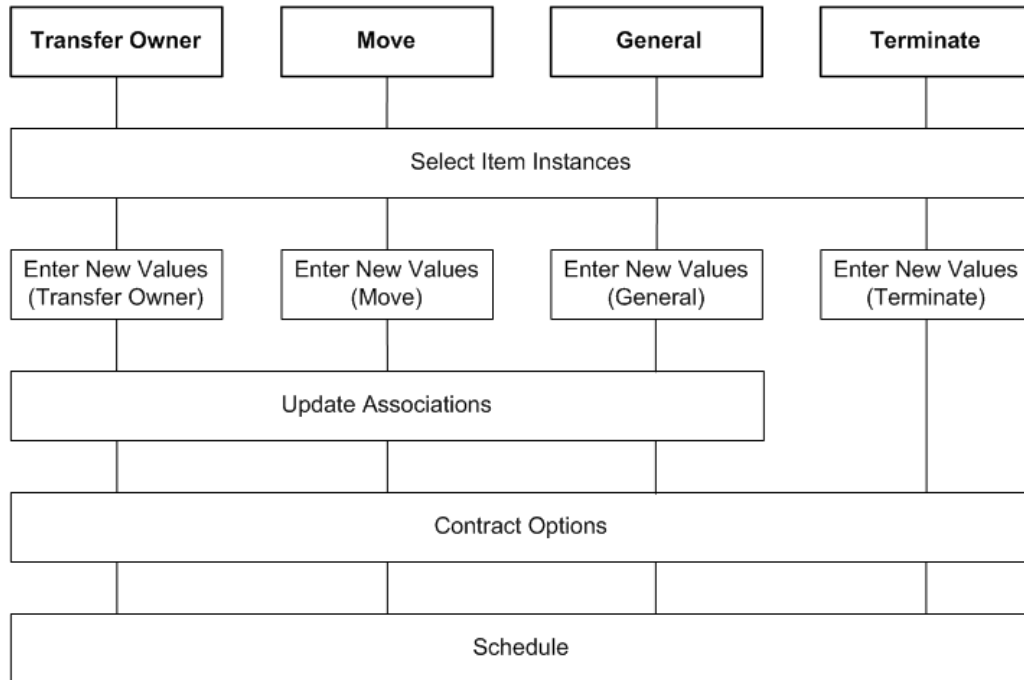 Transfer Owner
Move
General
Terminate
Select Item Instances
Enter New Values
(Transfer Owner)
Enter New Values
(Move)
Enter New Values
(General)
Enter New Values
(Terminate)
Update Associations
Contract Options
Schedule